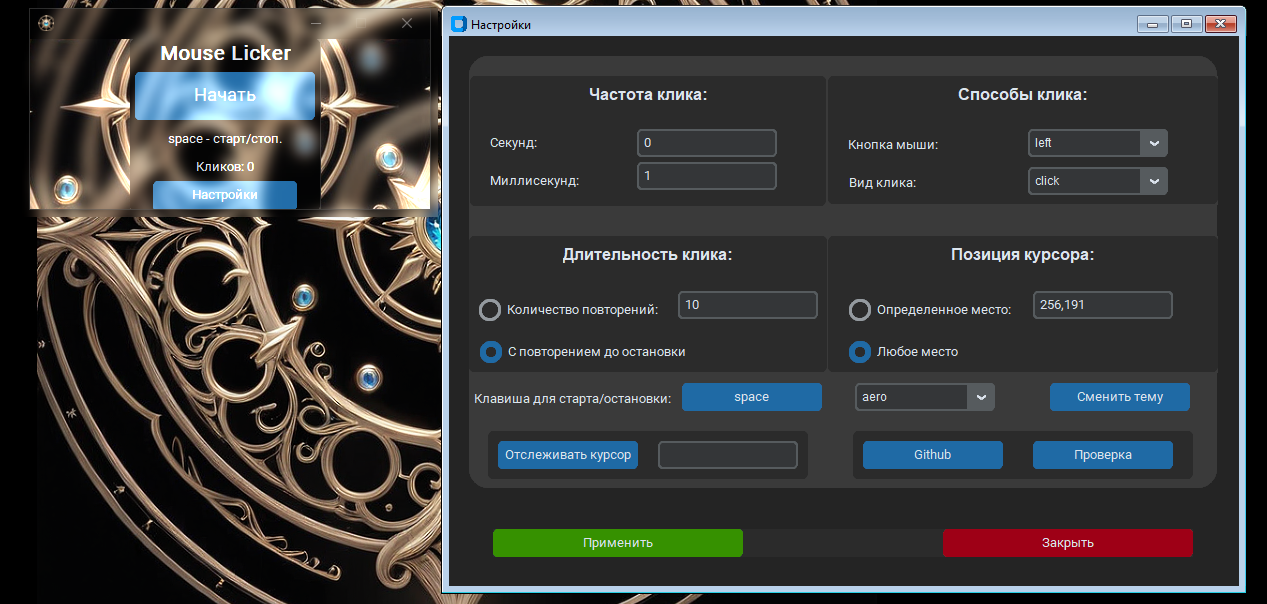 Mouse Licker
Начать
space - старт/стоп.
Кликов: 0
Настройки
Настройки
Частота клика:
Секунд: 0
Миллисекунд: 1
Способы клика:
Кнопка мыши: left
Вид клика: click
Длительность клика:
Количество повторений: 10
С повторением до остановки
Позиция курсора:
Определенное место: 256,191
Любое место
Клавиша для старта/остановки: space
aero Сменить тему
Отслеживать курсор
Github Проверка
Применить Закрыть